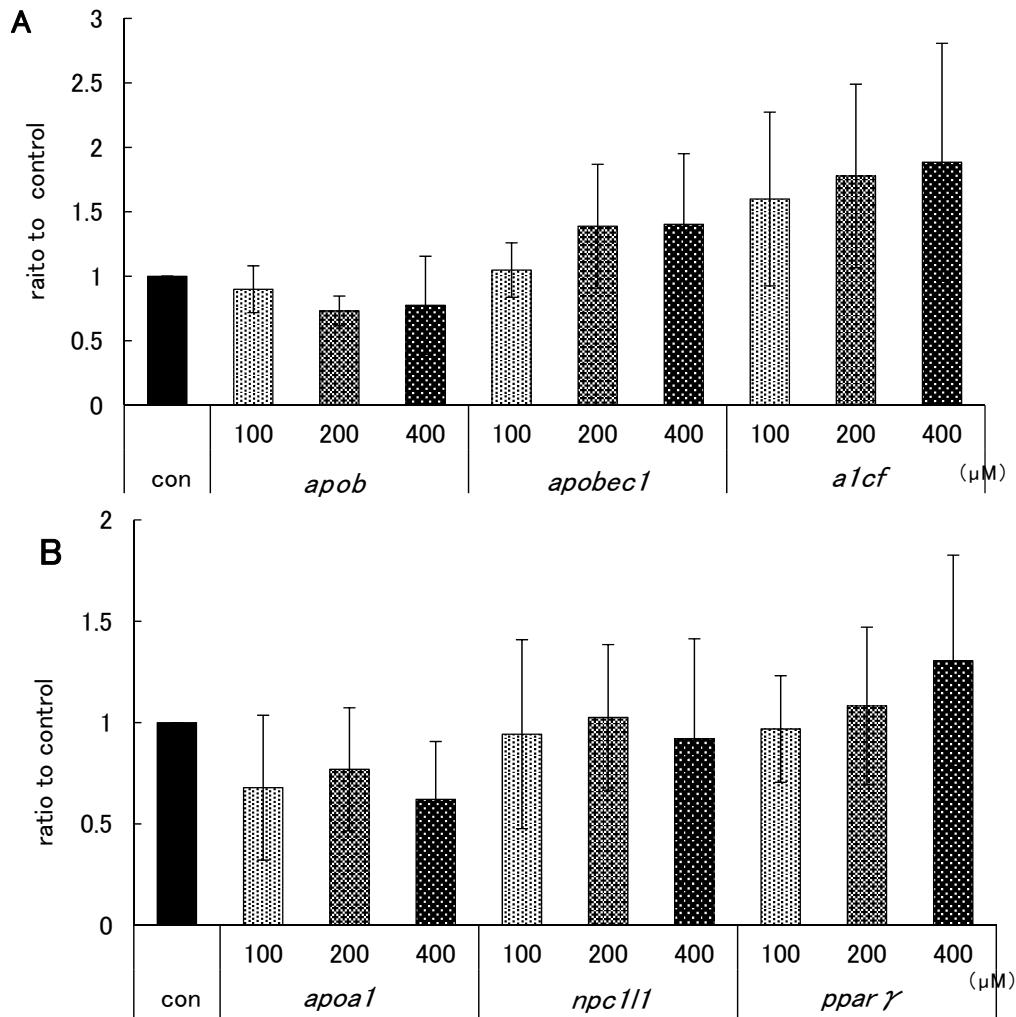 A
raito to control
3
2.5
2
1.5
1
0.5
0
100 200 400 100 200 400 100 200 400
con apob apobec1 a1cf (μM)
B
ratio to control
2
1.5
1
0.5
0
100 200 400 100 200 400 100 200 400
con apoa1 npc1l1 pparγ (μM)